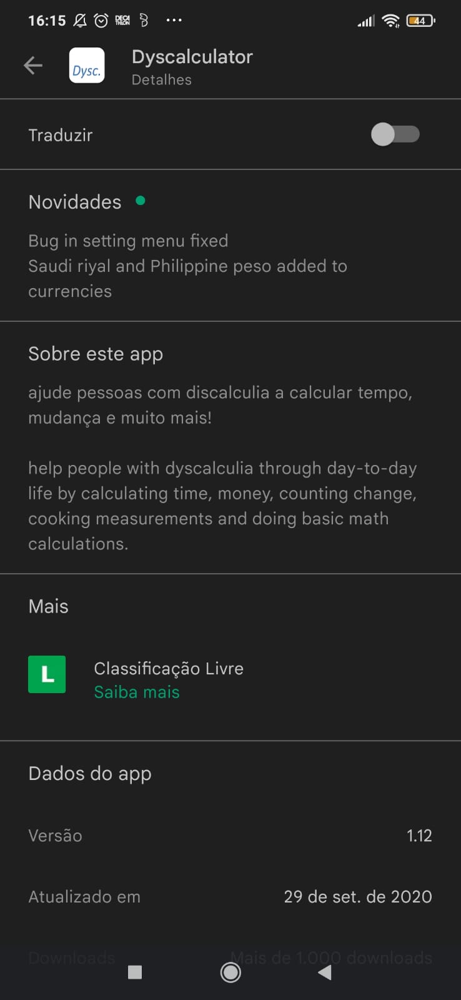 16:15 DECATHLON 44
Dyscalculator
Dysc.
Detalhes
Traduzir
Novidades
Bug in setting menu fixed
Saudi riyal and Philippine peso added to
currencies
Sobre este app
ajude pessoas com discalculia a calcular tempo,
mudança e muito mais!
help people with dyscalculia through day-to-day
life by calculating time, money, counting change,
cooking measurements and doing basic math
calculations.
Mais
L
Classificação Livre
Saiba mais
Dados do app
Versão 1.12
Atualizado em 29 de set. de 2020
Downloads Mais de 1.000 downloads